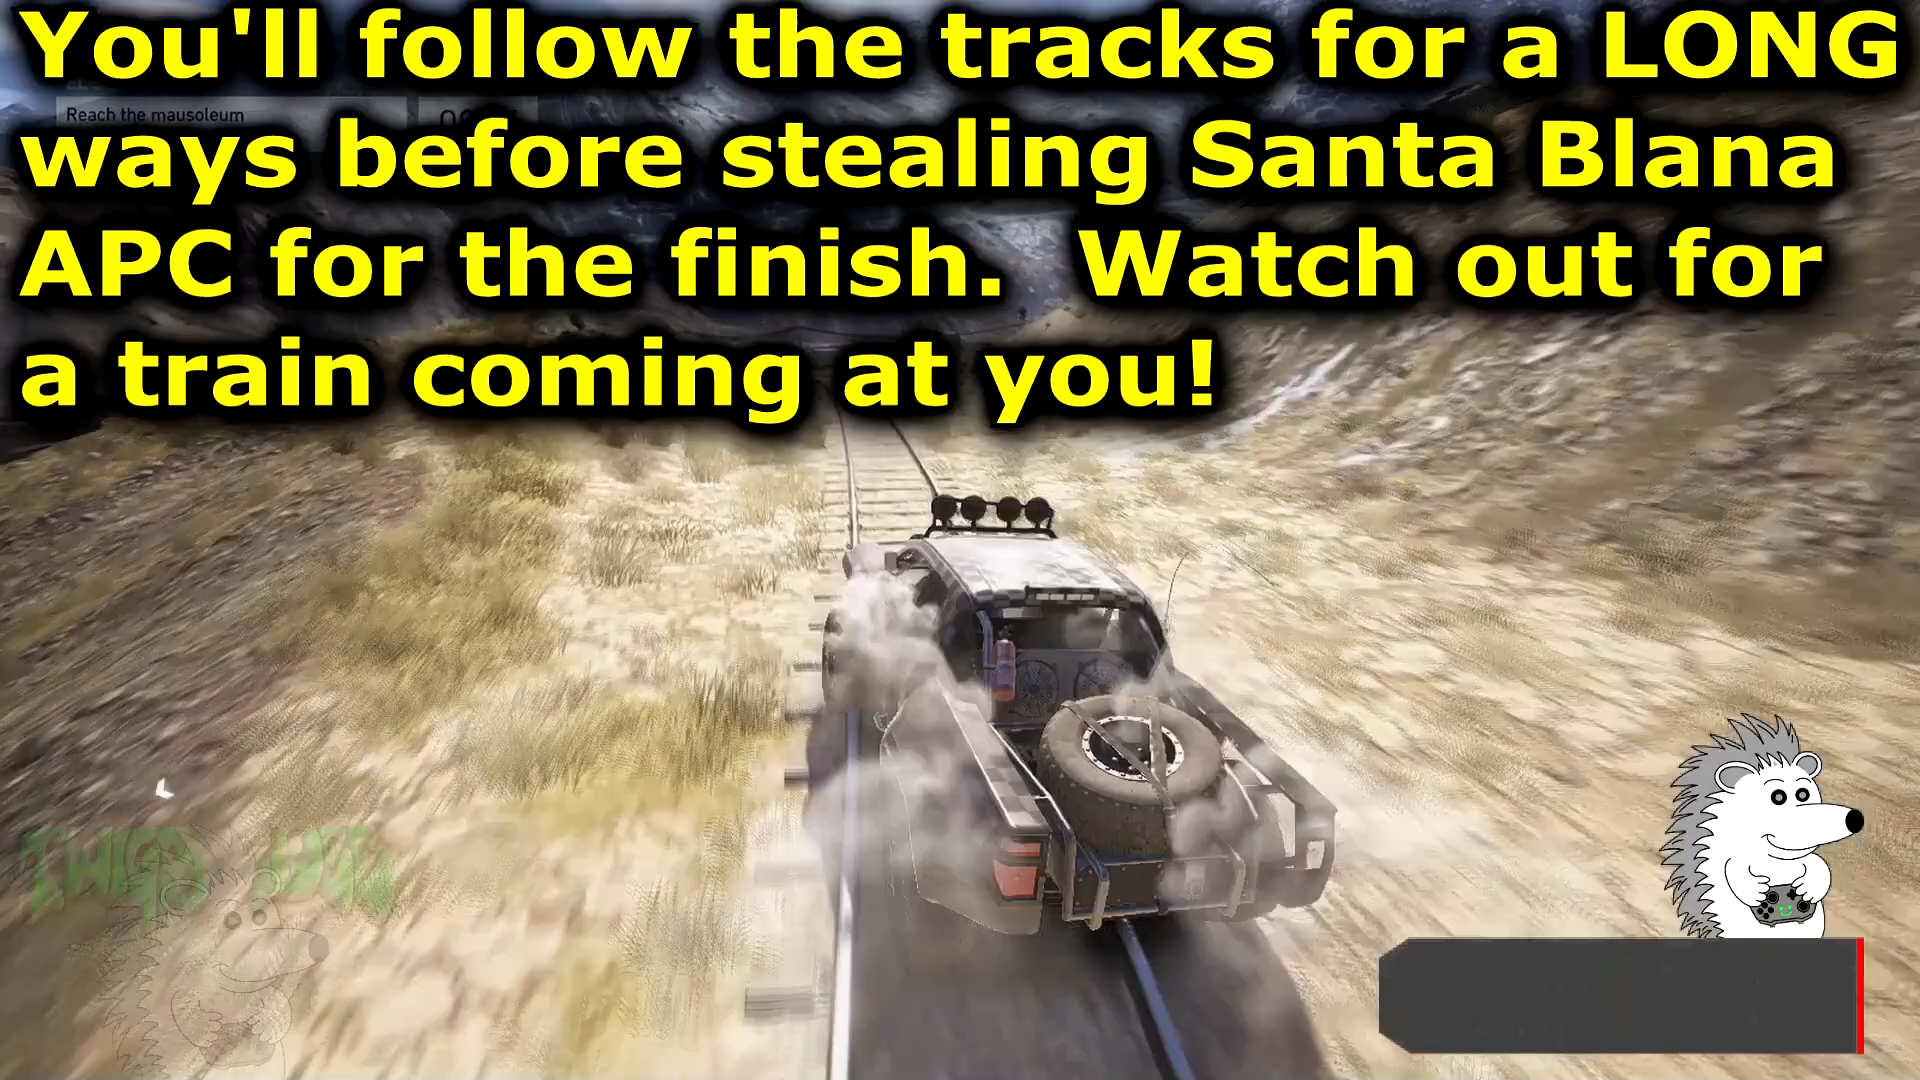 You'll follow the tracks for a LONG
Reach the mausoleum
ways before stealing Santa Blana
APC for the finish.  Watch out for
a train coming at you!